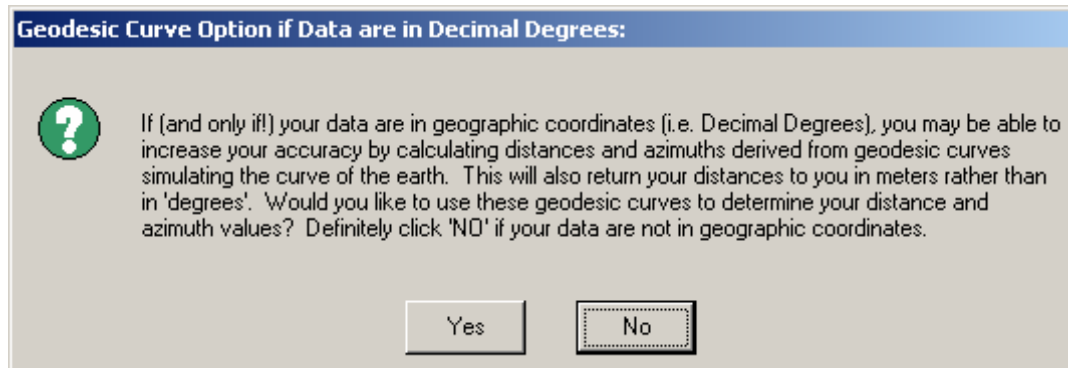 Geodesic Curve Option if Data are in Decimal Degrees:
If (and only if!) your data are in geographic coordinates (i.e. Decimal Degrees), you may be able to
increase your accuracy by calculating distances and azimuths derived from geodesic curves
simulating the curve of the earth.  This will also return your distances to you in meters rather than
in 'degrees'.  Would you like to use these geodesic curves to determine your distance and
azimuth values?  Definitely click 'NO' if your data are not in geographic coordinates.
Yes
No